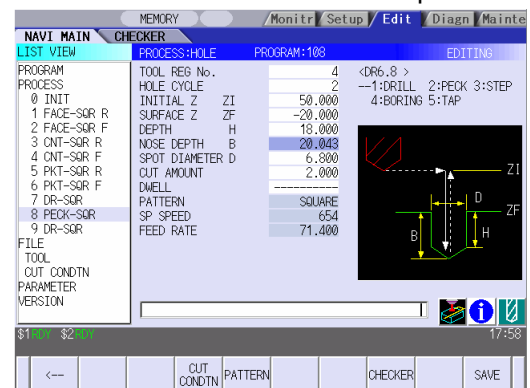 MEMORY Monitr Setup Edit Diagn Mainte
NAVI MAIN CHECKER
LIST VIEW PROCESS:HOLE PROGRAM:108 EDITING
PROGRAM
PROCESS
0 INIT
1 FACE-SQR R
2 FACE-SQR F
3 CNT-SQR R
4 CNT-SQR F
5 PKT-SQR R
6 PKT-SQR F
7 DR-SQR
8 PECK-SQR
9 DR-SQR
FILE
TOOL
CUT CONDTN
PARAMETER
VERSION
TOOL REG No. 4
HOLE CYCLE 2
INITIAL Z ZI 50.000
SURFACE Z ZF -20.000
DEPTH H 18.000
NOSE DEPTH B 20.043
SPOT DIAMETER D 6.800
CUT AMOUNT 2.000
DWELL ----------
PATTERN SQUARE
SP SPEED 654
FEED RATE 71.400
<DR6.8 >
--1:DRILL 2:PECK 3:STEP
4:BORING 5:TAP
ZI
D
ZF
B
H
$1RDY $2RDY 17:58
<-- CUT CONDTN PATTERN CHECKER SAVE